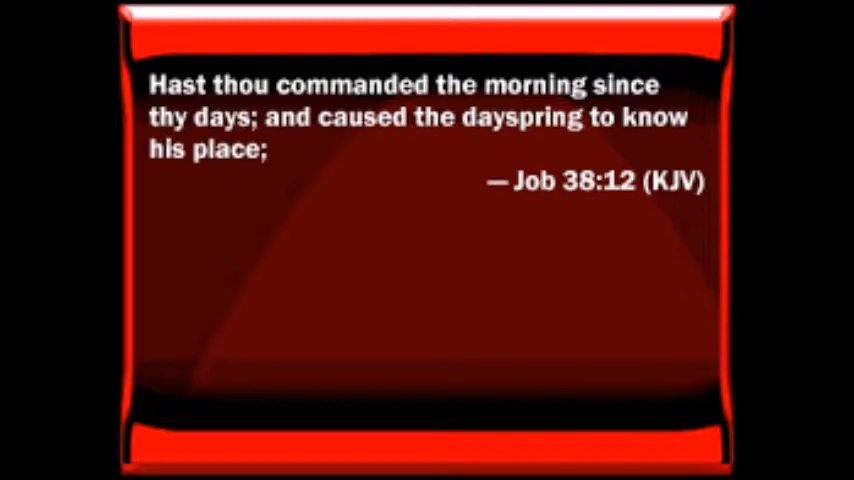 Hast thou commanded the morning since
thy days; and caused the dayspring to know
his place;
— Job 38:12 (KJV)